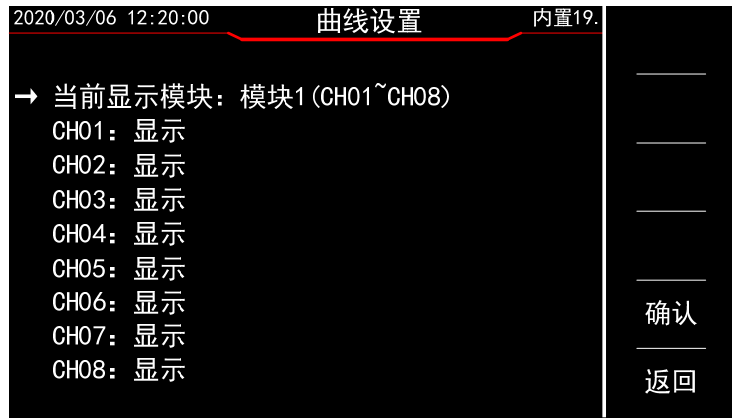 2020/03/06 12:20:00 曲线设置 内置19.
→ 当前显示模块：模块1(CH01~CH08)
CH01：显示
CH02：显示
CH03：显示
CH04：显示
CH05：显示
CH06：显示
CH07：显示
CH08：显示
确认
返回